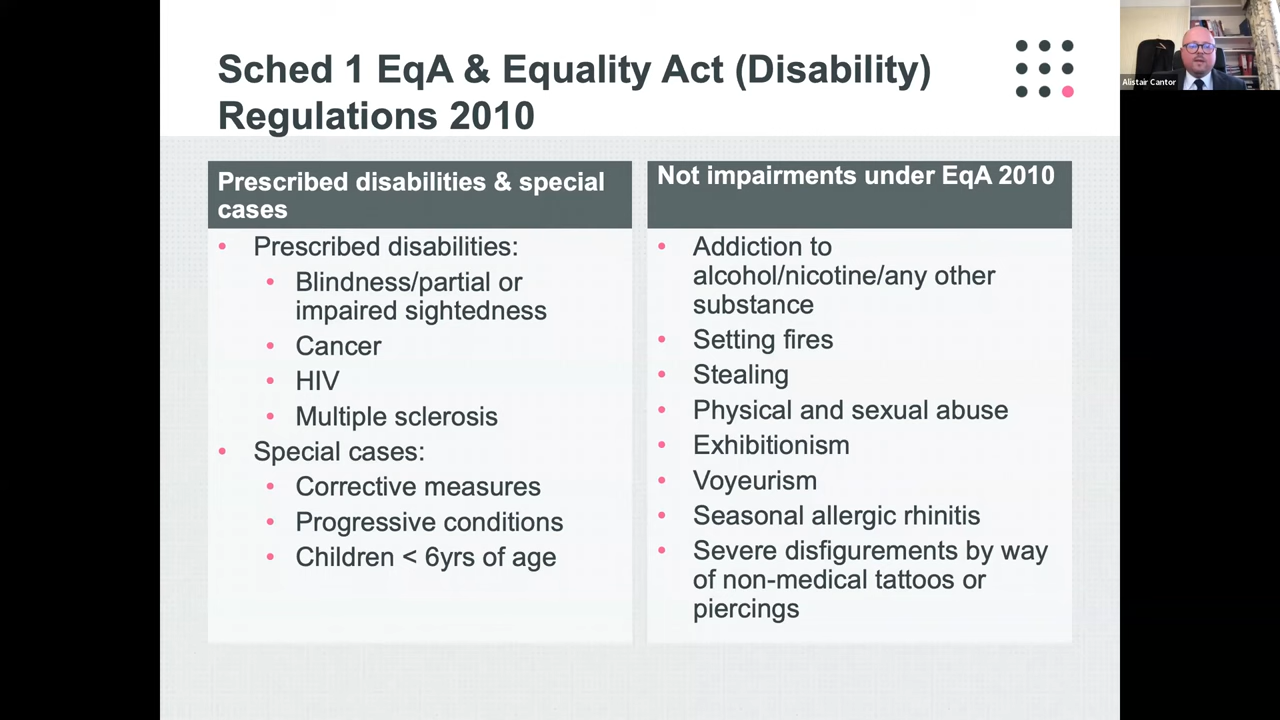 Sched 1 EqA & Equality Act (Disability)
Regulations 2010
Alistair Cantor
Prescribed disabilities & special
cases
• Prescribed disabilities:
• Blindness/partial or
impaired sightedness
• Cancer
• HIV
• Multiple sclerosis
• Special cases:
• Corrective measures
• Progressive conditions
• Children < 6yrs of age
Not impairments under EqA 2010
• Addiction to
alcohol/nicotine/any other
substance
• Setting fires
• Stealing
• Physical and sexual abuse
• Exhibitionism
• Voyeurism
• Seasonal allergic rhinitis
• Severe disfigurements by way
of non-medical tattoos or
piercings